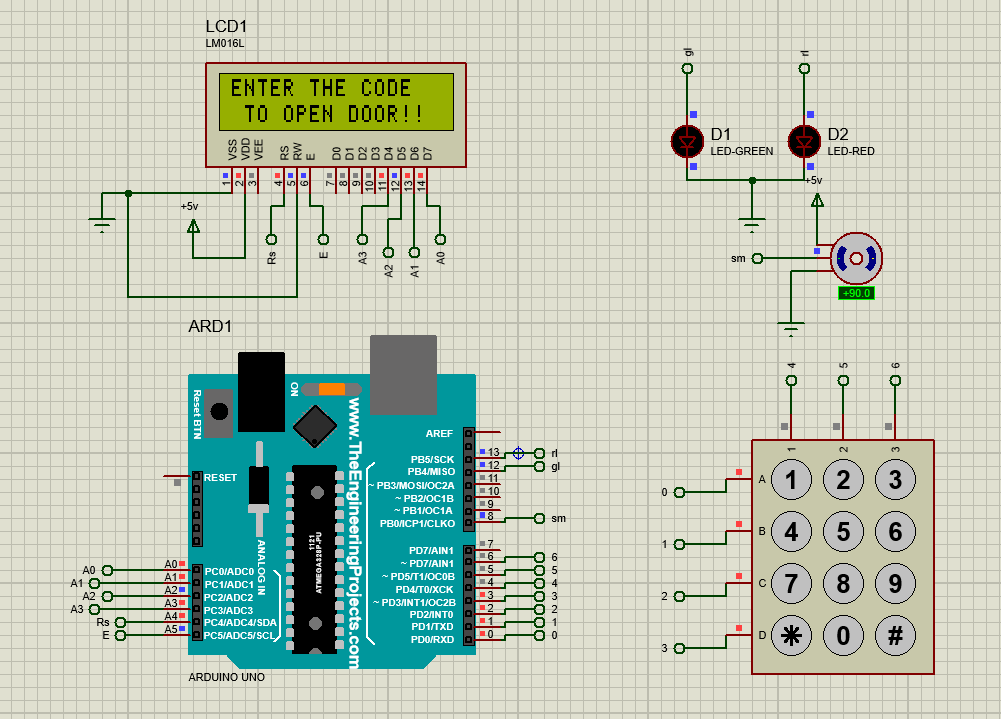 LCD1
LM016L
ENTER THE CODE
TO OPEN DOOR!!
VSS VDD VEE RS RW E D0 D1 D2 D3 D4 D5 D6 D7
1 2 3 4 5 6 7 8 9 10 11 12 13 14
+5v
Rs E A3 A2 A1 A0
gl rl
D1
LED-GREEN
D2
LED-RED
+5v
sm
+90.0
ARD1
Reset BTN
ON
www.TheEngineeringProjects.com
1121
ATMEGA328P-PU
ANALOG IN
RESET
AREF
PB5/SCK 13 rl
PB4/MISO 12 gl
~ PB3/MOSI/OC2A 11
~ PB2/OC1B 10
~ PB1/OC1A 9
PB0/ICP1/CLKO 8 sm
PD7/AIN1 7
~ PD7/AIN1 6 6
~ PD5/T1/OC0B 5 5
PD4/T0/XCK 4 4
~ PD3/INT1/OC2B 3 3
PD2/INT0 2 2
PD1/TXD 1 1
PD0/RXD 0 0
A0 A0 PC0/ADC0
A1 A1 PC1/ADC1
A2 A2 PC2/ADC2
A3 A3 PC3/ADC3
Rs A4 PC4/ADC4/SDA
E A5 PC5/ADC5/SCL
ARDUINO UNO
4 5 6
1 2 3
0 A 1 2 3
1 B 4 5 6
2 C 7 8 9
3 D * 0 #